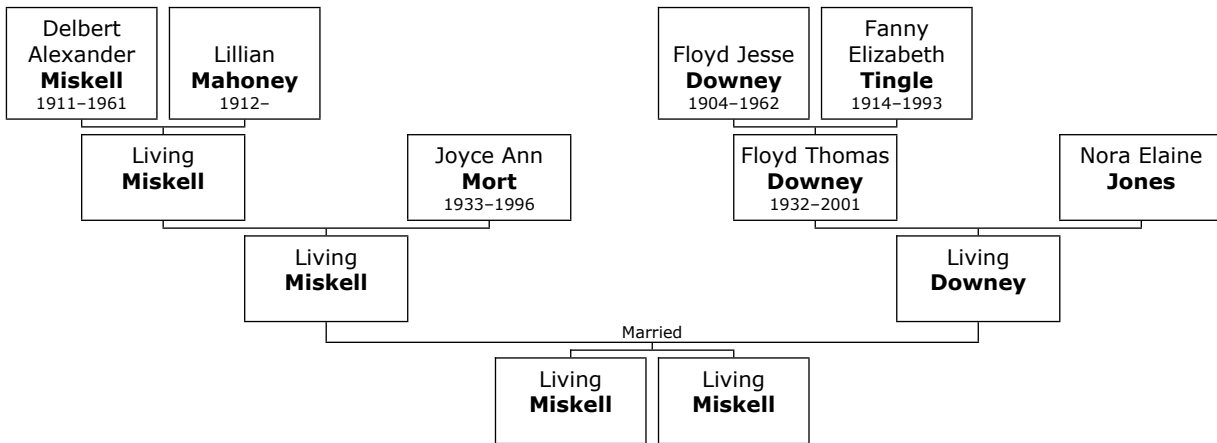 Delbert
Alexander
Miskell
1911–1961
Lillian
Mahoney
1912–
Floyd Jesse
Downey
1904–1962
Fanny
Elizabeth
Tingle
1914–1993
Living
Miskell
Joyce Ann
Mort
1933–1996
Floyd Thomas
Downey
1932–2001
Nora Elaine
Jones
Living
Miskell
Living
Downey
Married
Living
Miskell
Living
Miskell